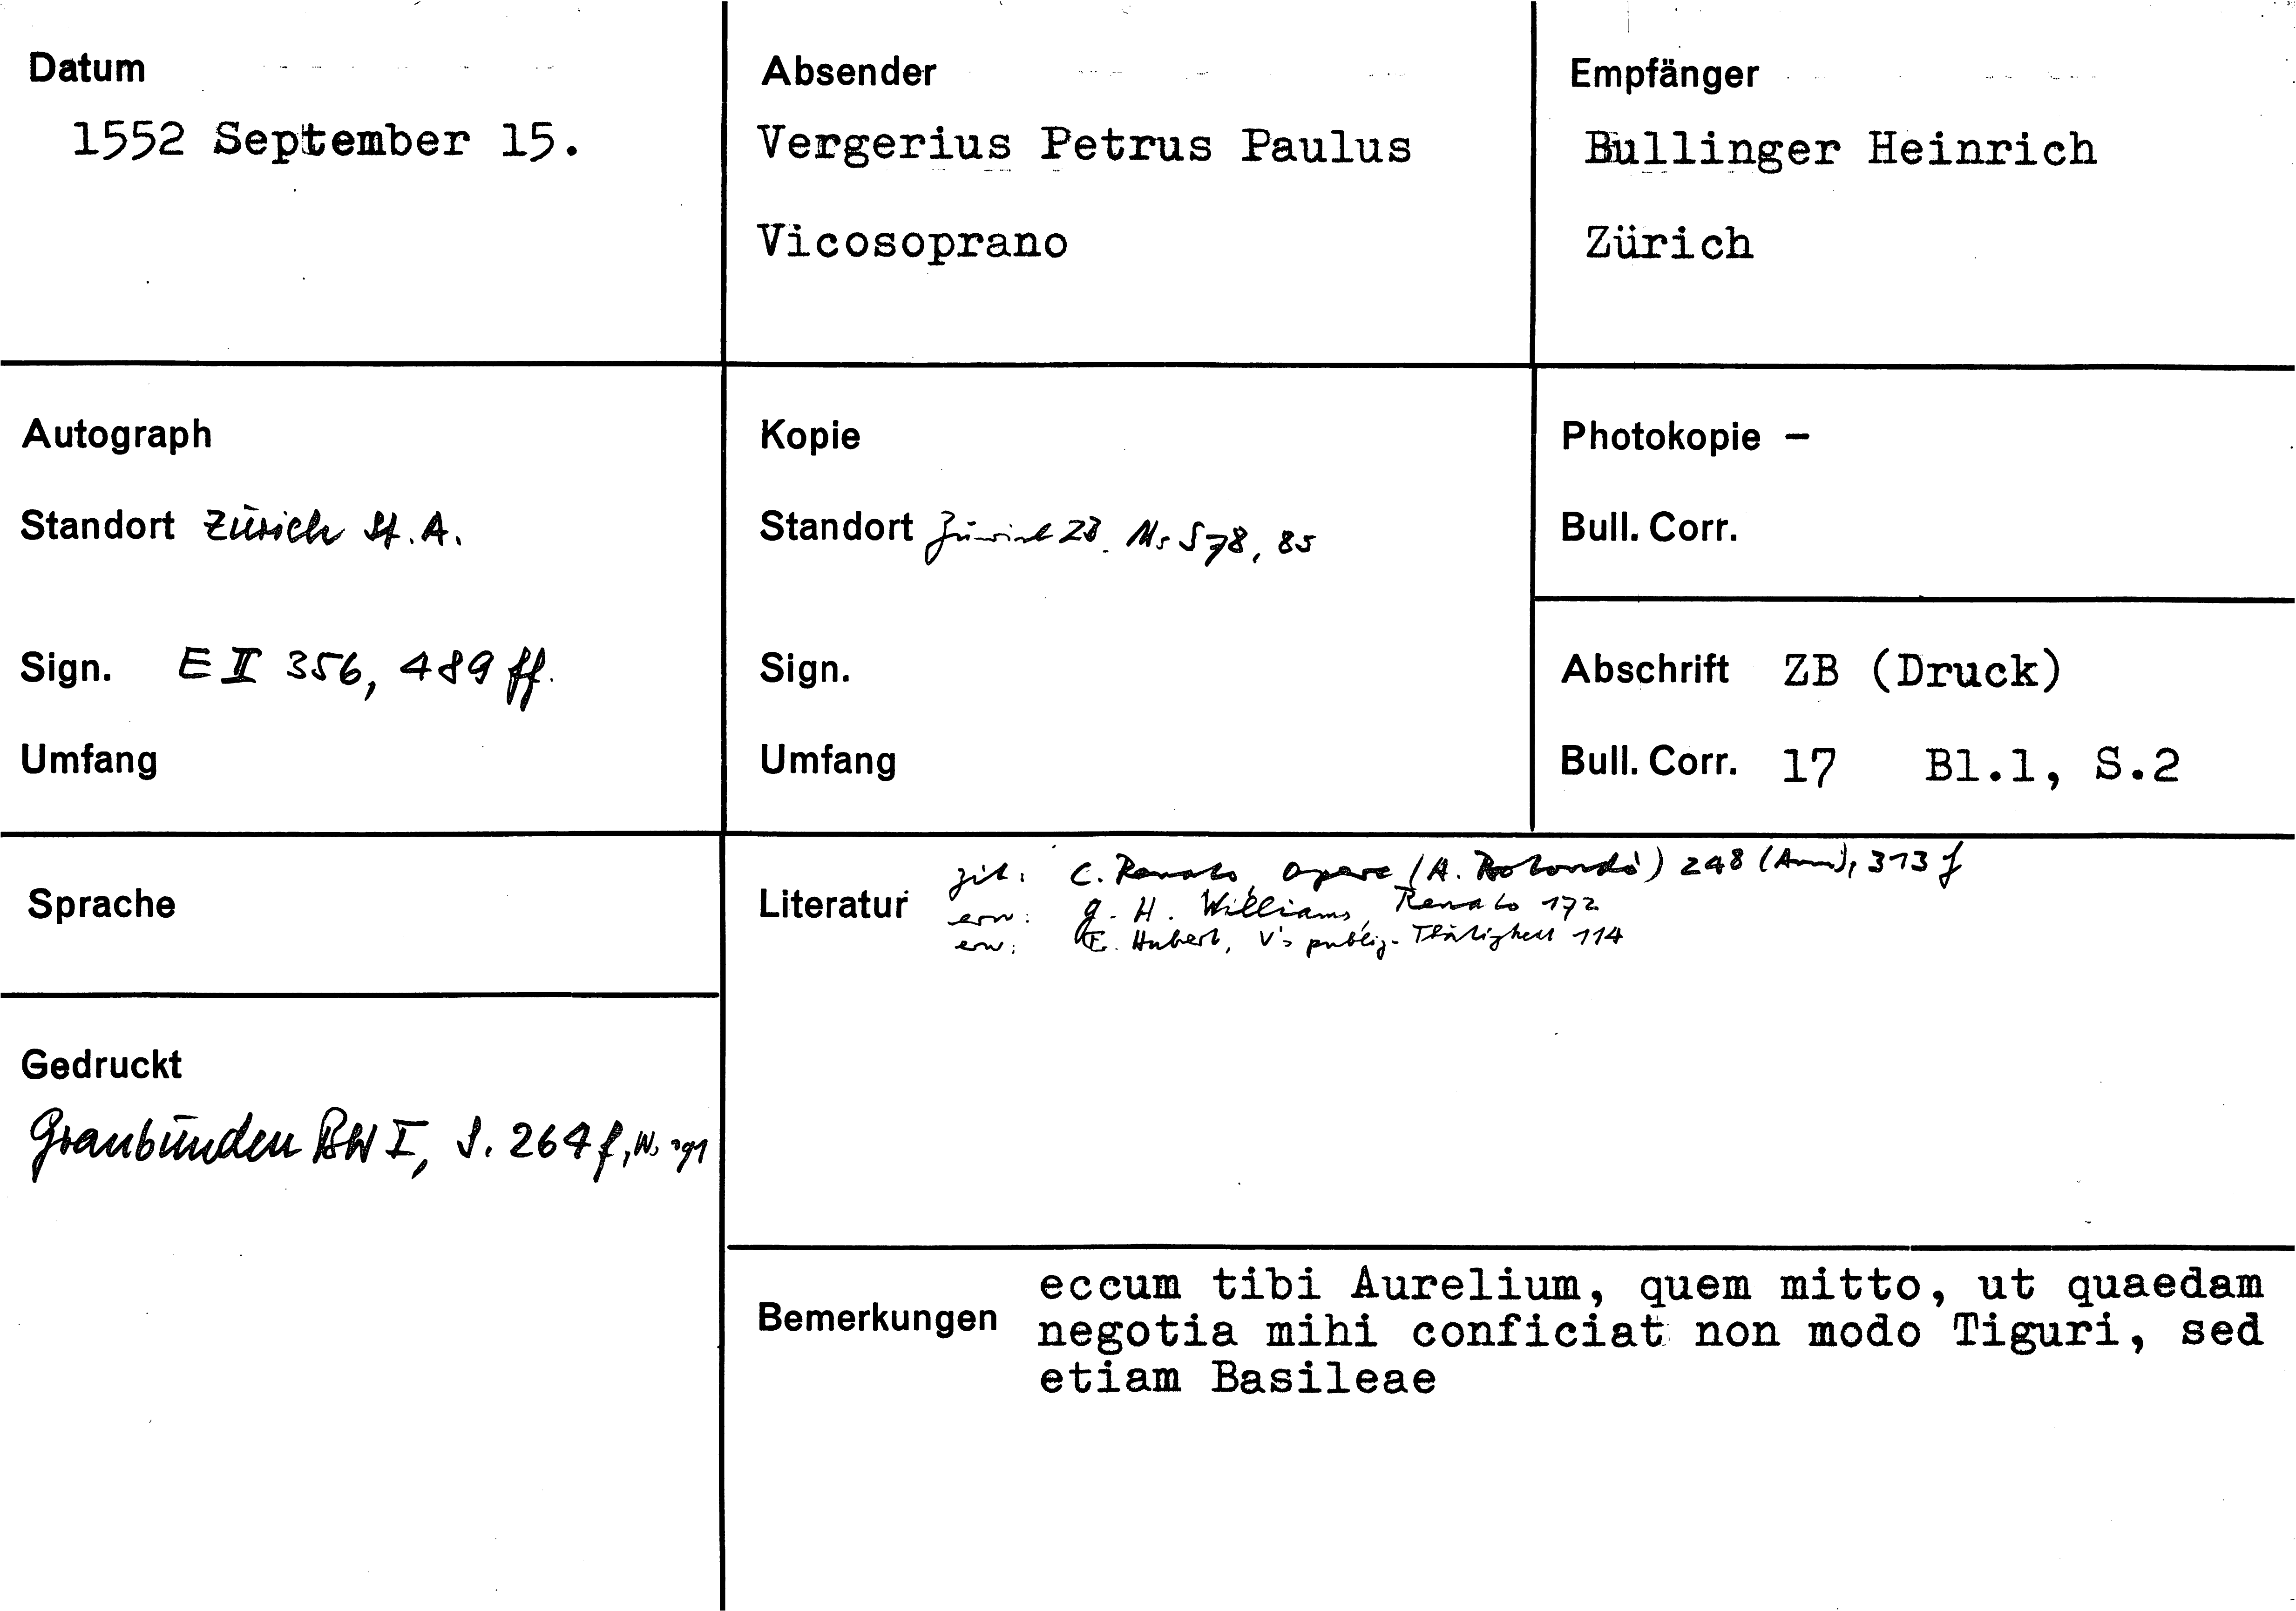 Datum
1552 September 15.
Absender
Vergerius Petrus Paulus
Vicosoprano
Empfänger
Bullinger Heinrich
Zürich
Autograph
Standort Zürich St.A.
Sign. E II 356, 489 ff.
Umfang
Kopie
Standort Zürich ZB. Ms S 78, 85
Sign.
Umfang
Photokopie –
Bull. Corr.
Abschrift ZB (Druck)
Bull. Corr. 17 Bl.1, S.2
Sprache
Gedruckt
Graubünden BW I, S. 264 f, Nr 191
Literatur zit: C. Renato, Opere (A. Rotondò) 248 (Anm), 313 f
erw: G. H. Williams, Renato 172
erw: E. Hubert, V's publiz. Thätigkeit 114
Bemerkungen eccum tibi Aurelium, quem mitto, ut quaedam
negotia mihi conficiat non modo Tiguri, sed
etiam Basileae